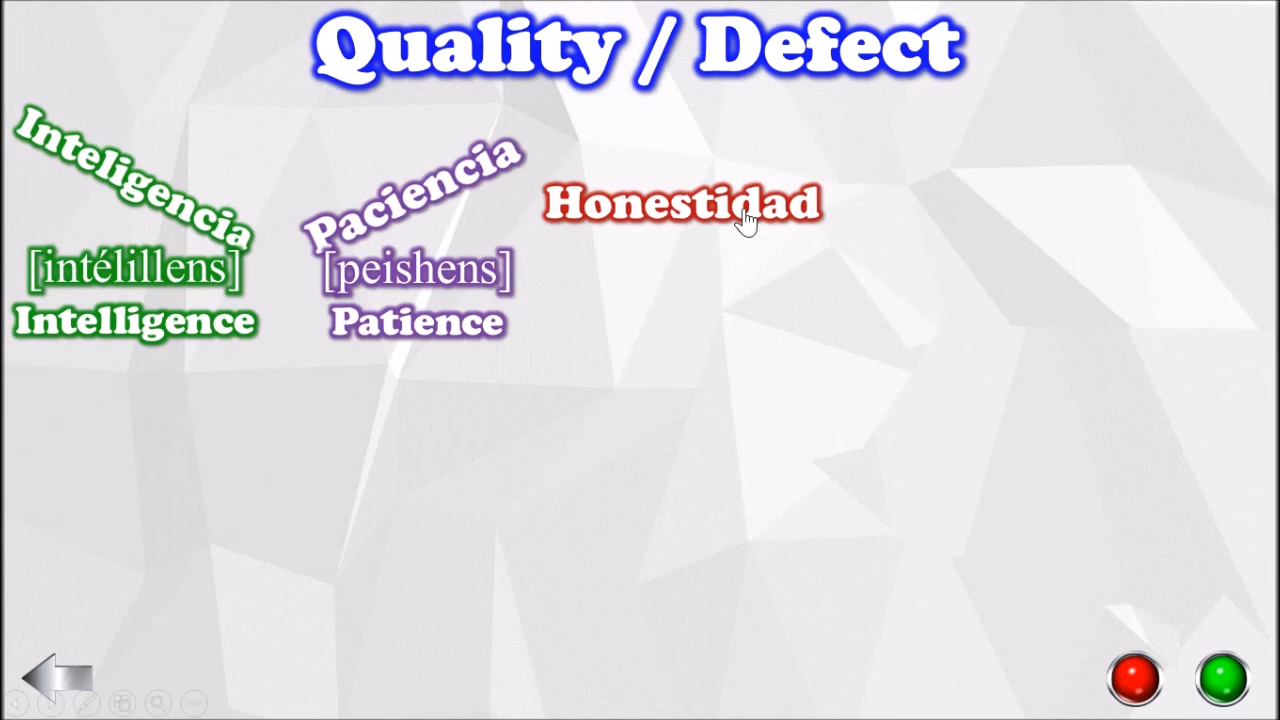 Quality / Defect
Inteligencia
[intélillens]
Intelligence
Paciencia
[peishens]
Patience
Honestidad